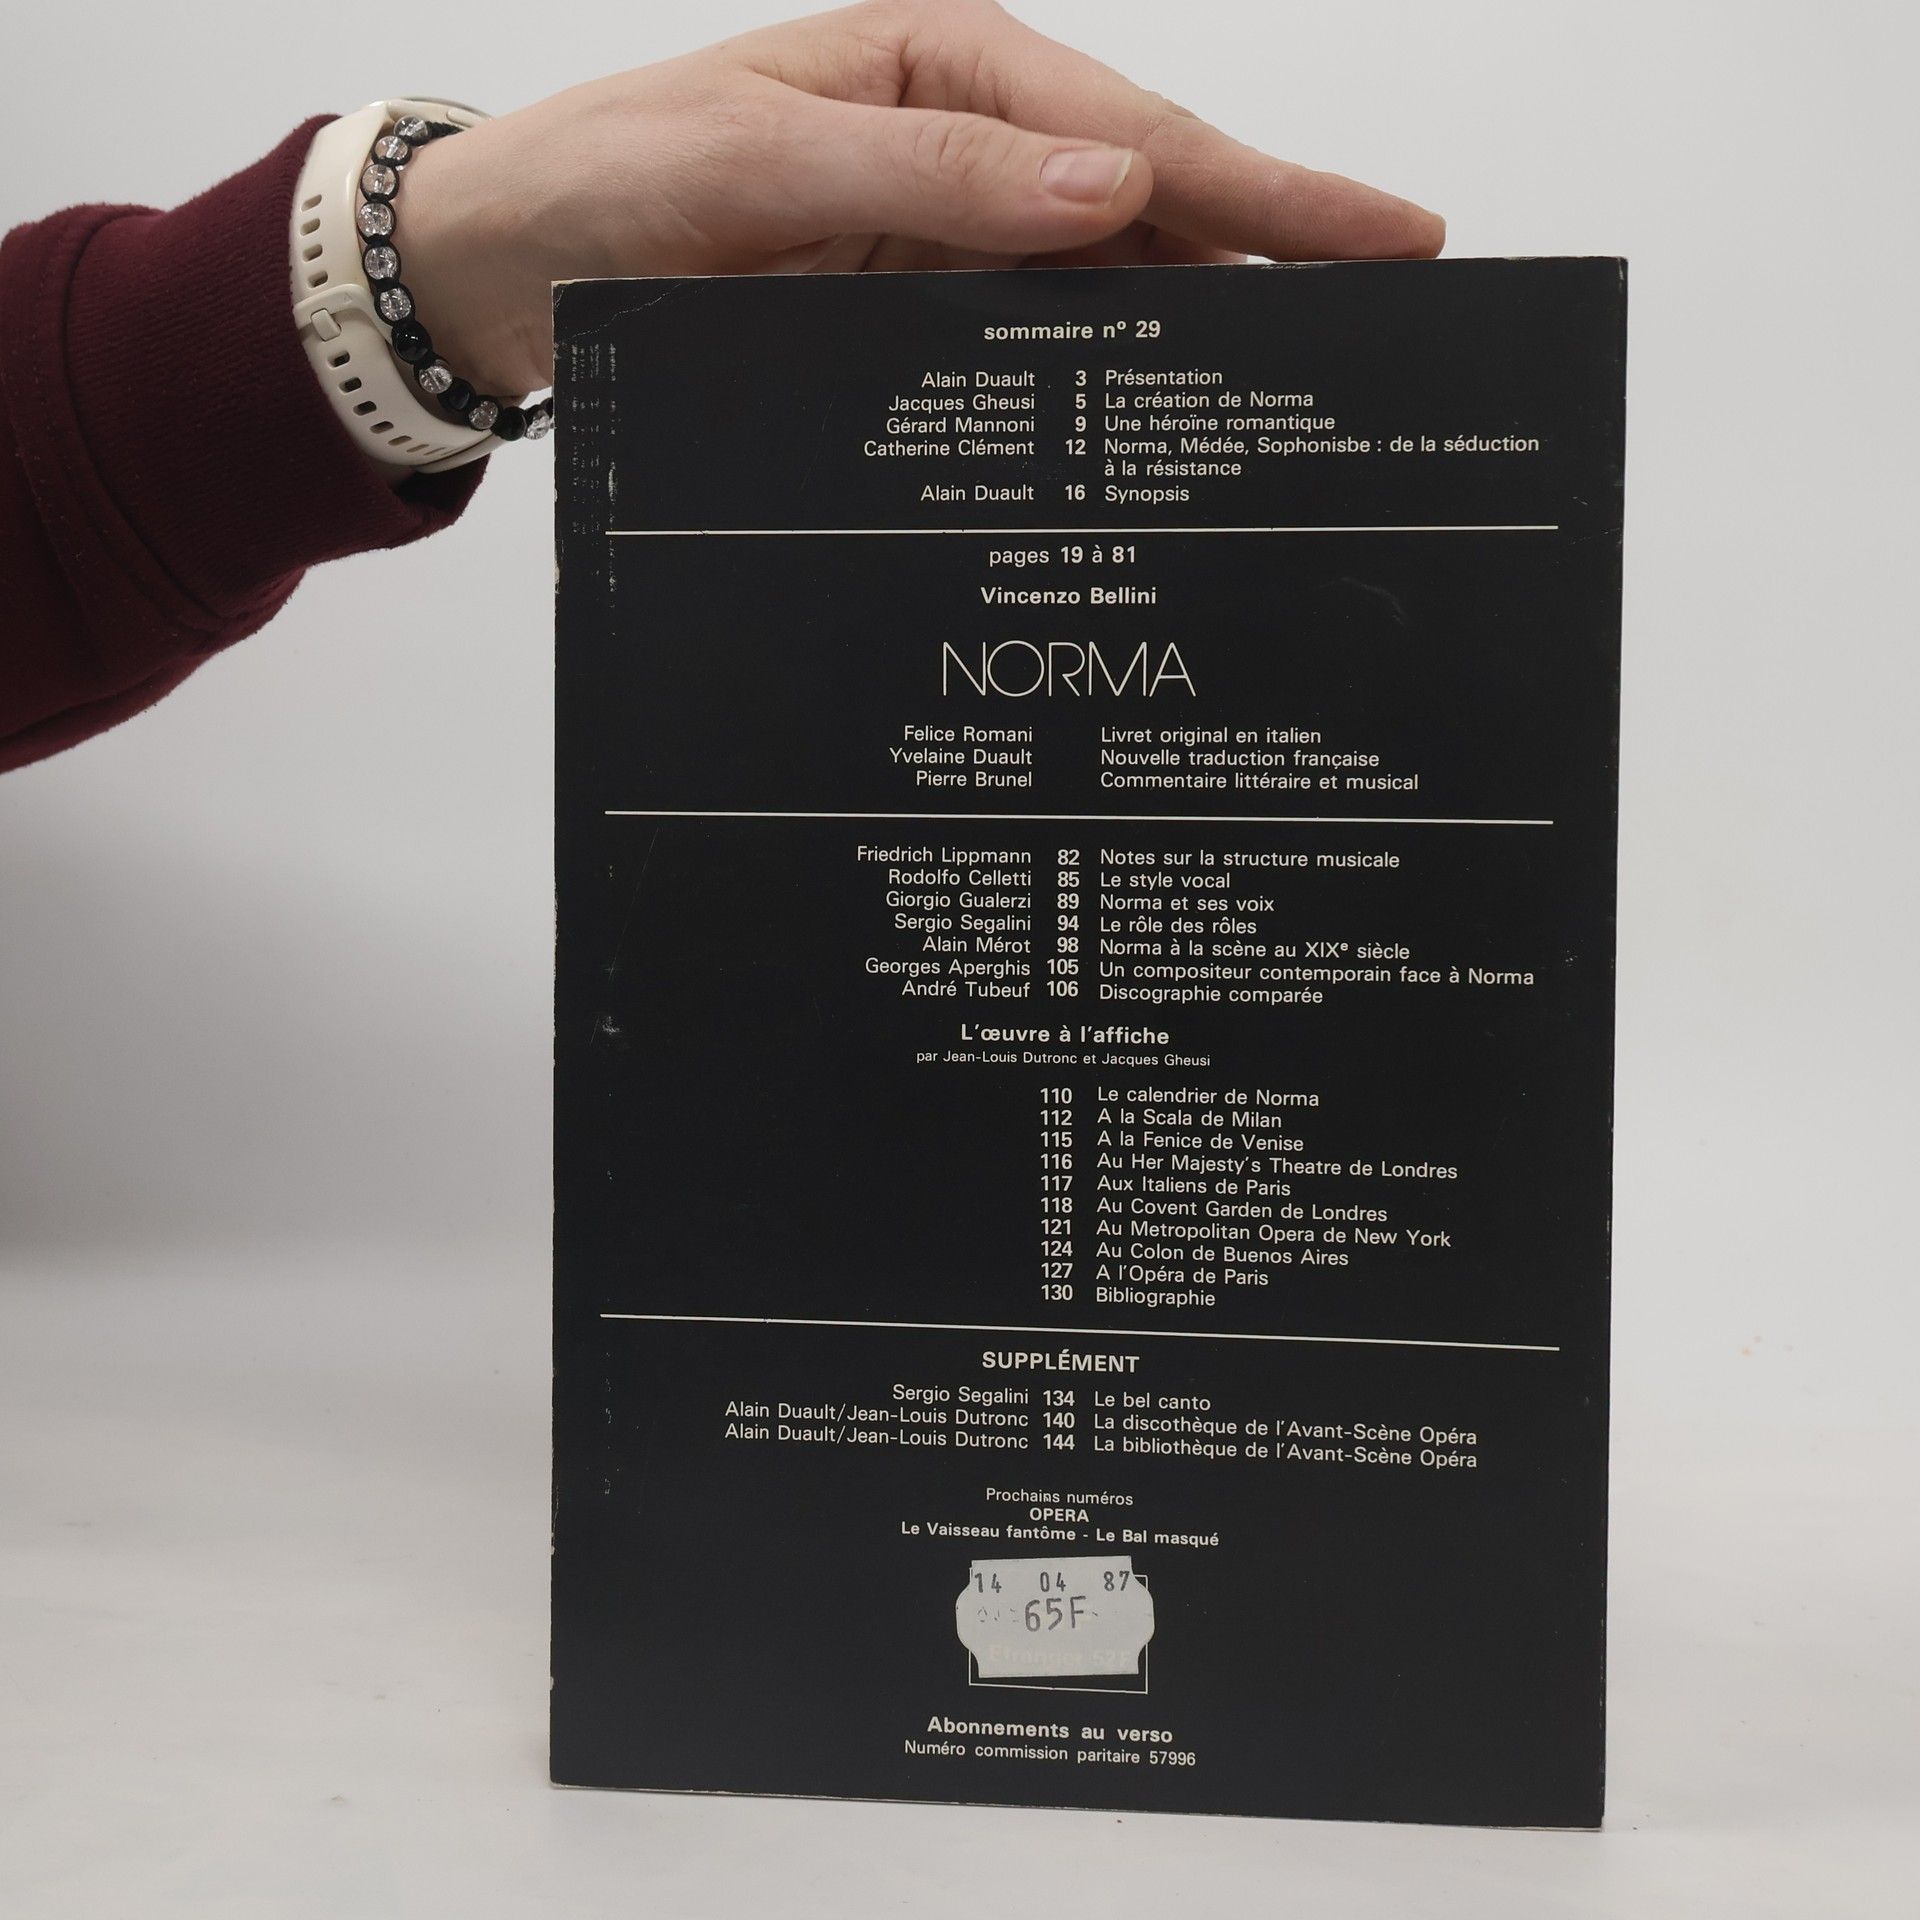 sommaire nº 29
Alain Duault 3 Présentation
Jacques Gheusi 5 La création de Norma
Gérard Mannoni 9 Une héroïne romantique
Catherine Clément 12 Norma, Médée, Sophonisbe : de la séduction
à la résistance
Alain Duault 16 Synopsis
pages 19 à 81
Vincenzo Bellini
NORMA
Felice Romani Livret original en italien
Yvelaine Duault Nouvelle traduction française
Pierre Brunel Commentaire littéraire et musical
Friedrich Lippmann 82 Notes sur la structure musicale
Rodolfo Celletti 85 Le style vocal
Giorgio Gualerzi 89 Norma et ses voix
Sergio Segalini 94 Le rôle des rôles
Alain Mérot 98 Norma à la scène au XIXᵉ siècle
Georges Aperghis 105 Un compositeur contemporain face à Norma
André Tubeuf 106 Discographie comparée
L'œuvre à l'affiche
par Jean-Louis Dutronc et Jacques Gheusi
110 Le calendrier de Norma
112 A la Scala de Milan
115 A la Fenice de Venise
116 Au Her Majesty's Theatre de Londres
117 Aux Italiens de Paris
118 Au Covent Garden de Londres
121 Au Metropolitan Opera de New York
124 Au Colon de Buenos Aires
127 A l'Opéra de Paris
130 Bibliographie
SUPPLÉMENT
Sergio Segalini 134 Le bel canto
Alain Duault/Jean-Louis Dutronc 140 La discothèque de l'Avant-Scène Opéra
Alain Duault/Jean-Louis Dutronc 144 La bibliothèque de l'Avant-Scène Opéra
Prochains numéros
OPERA
Le Vaisseau fantôme - Le Bal masqué
14 04 87
65F
Etranger 52F
Abonnements au verso
Numéro commission paritaire 57996